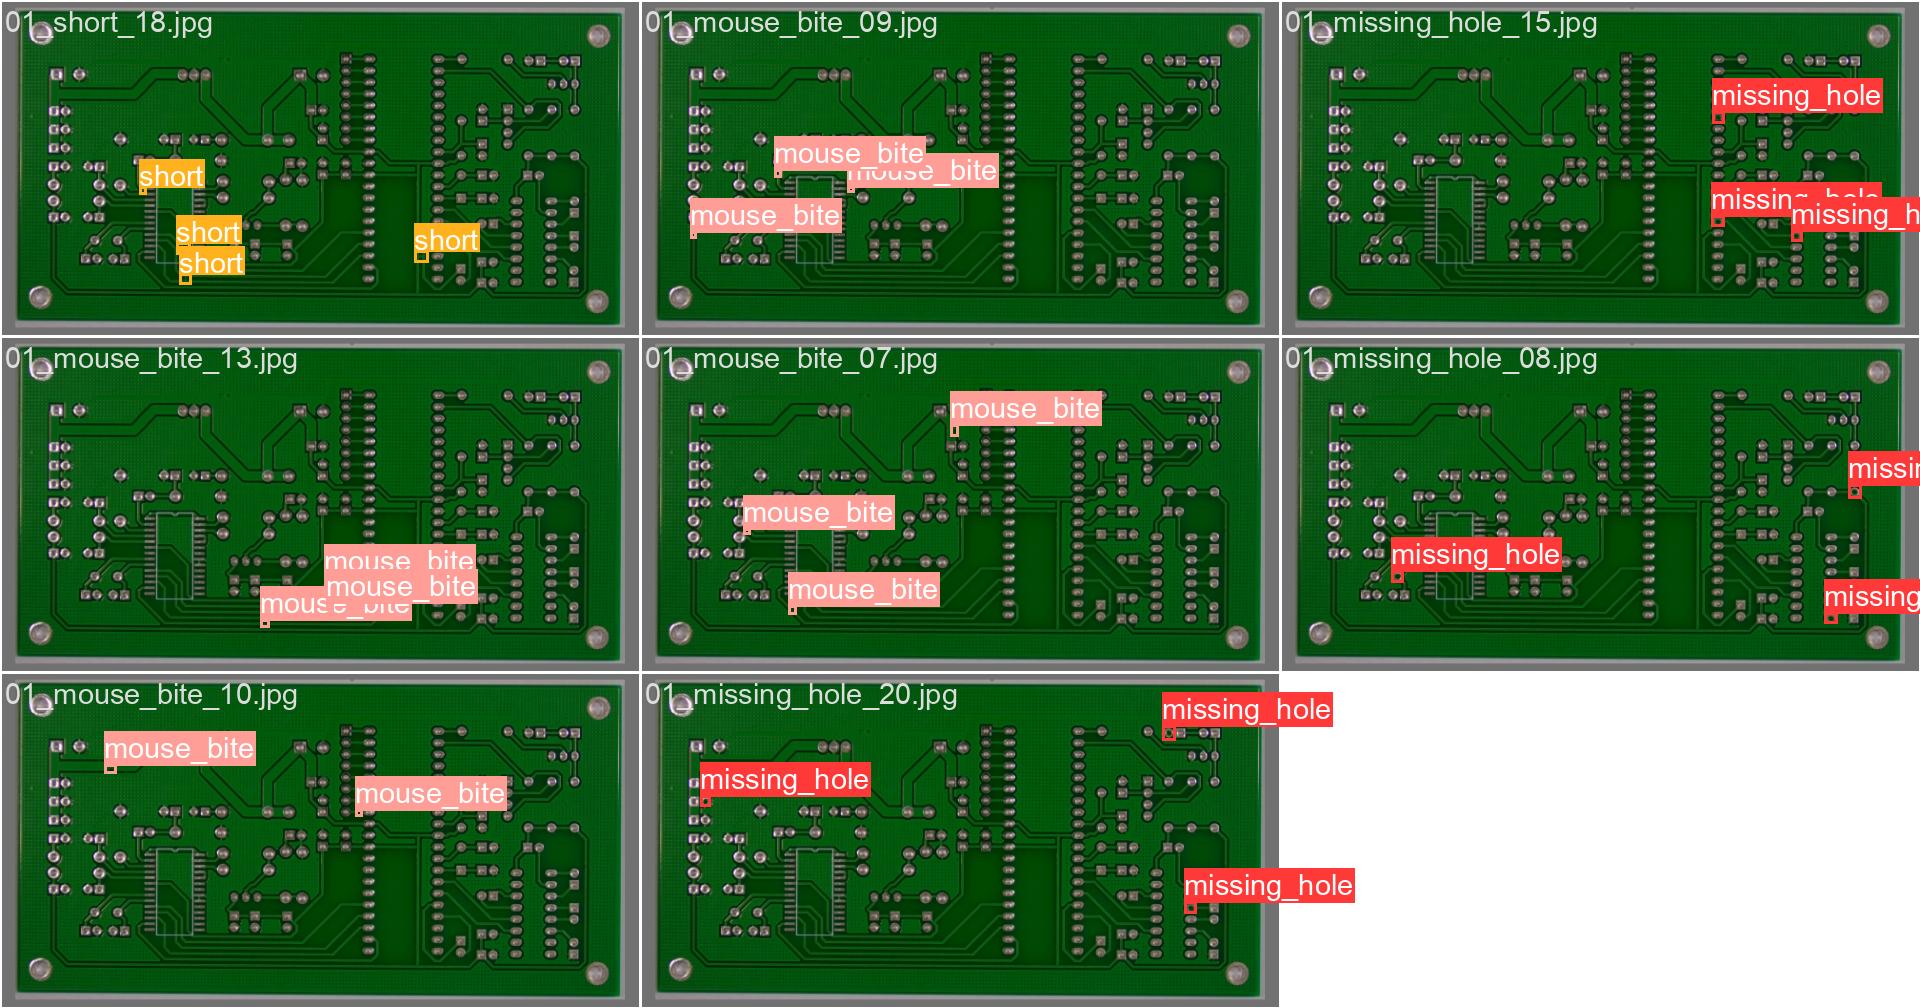 01_short_18.jpg
short
short
short
short
01_mouse_bite_09.jpg
mouse_bite
mouse_bite
mouse_bite
01_missing_hole_15.jpg
missing_hole
missing_hole
missing_h
01_mouse_bite_13.jpg
mouse_bite
mouse_bite
mouse_bite
01_mouse_bite_07.jpg
mouse_bite
mouse_bite
mouse_bite
01_missing_hole_08.jpg
missir
missing_hole
missing
01_mouse_bite_10.jpg
mouse_bite
mouse_bite
01_missing_hole_20.jpg
missing_hole
missing_hole
missing_hole